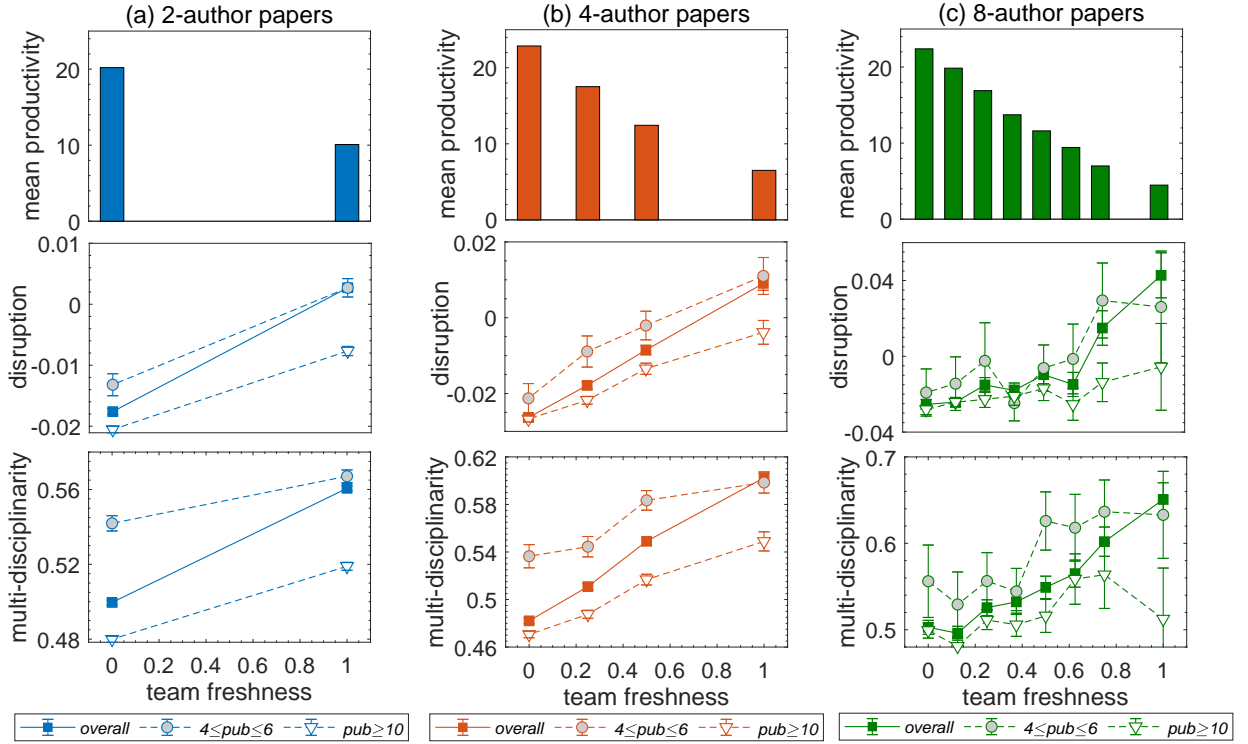 (a) 2-author papers
(b) 4-author papers
(c) 8-author papers
mean productivity
20
10
0
mean productivity
20
10
0
mean productivity
20
10
0
disruption
0.01
0
-0.01
-0.02
disruption
0.02
0
-0.02
disruption
0.04
0
-0.04
multi-disciplinarity
0.56
0.52
0.48
multi-disciplinarity
0.62
0.54
0.5
0.46
multi-disciplinarity
0.7
0.6
0.5
0 0.2 0.4 0.6 0.8 1
team freshness
0 0.2 0.4 0.6 0.8 1
team freshness
0 0.2 0.4 0.6 0.8 1
team freshness
overall 4≤pub≤6 pub≥10
overall 4≤pub≤6 pub≥10
overall 4≤pub≤6 pub≥10